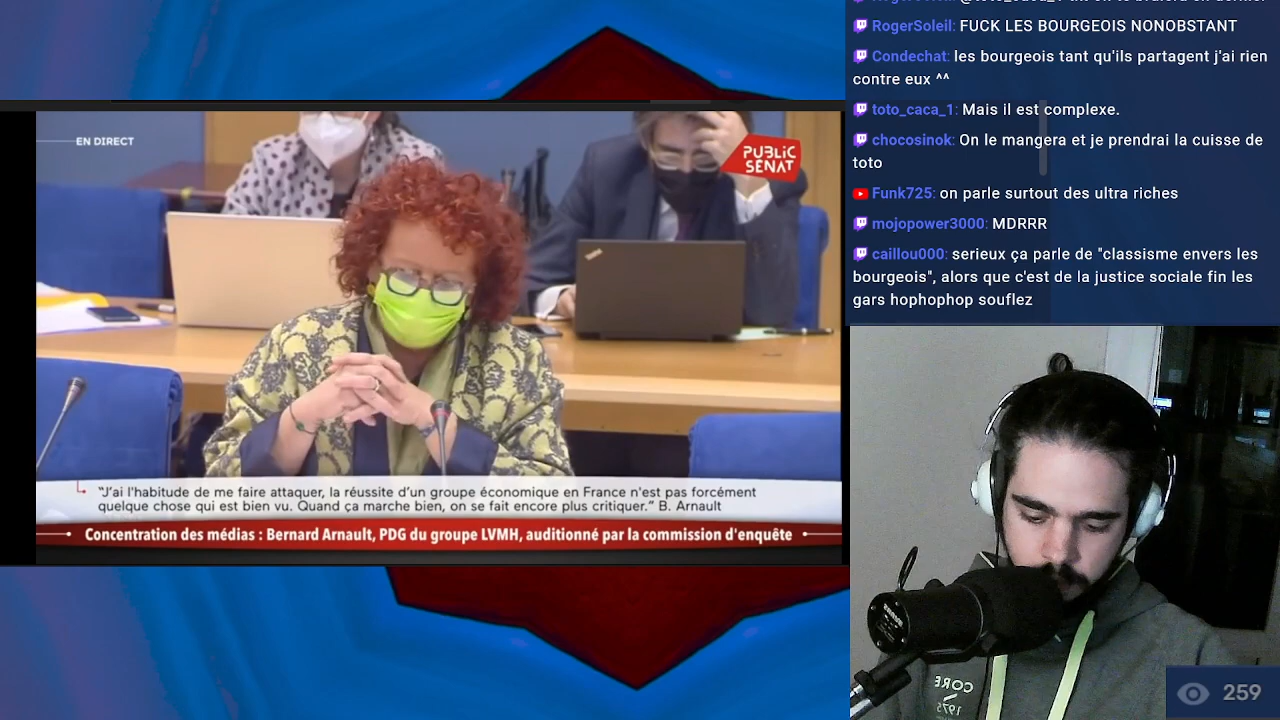 RogerSoleil: FUCK LES BOURGEOIS NONOBSTANT
Condechat: les bourgeois tant qu'ils partagent j'ai rien
contre eux ^^
toto_caca_1: Mais il est complexe.
chocosinok: On le mangera et je prendrai la cuisse de
toto
Funk725: on parle surtout des ultra riches
mojopower3000: MDRRR
caillou000: serieux ça parle de "classisme envers les
bourgeois", alors que c'est de la justice sociale fin les
gars hophophop souflez
EN DIRECT
PUBLIC
SÉNAT
"J'ai l'habitude de me faire attaquer, la réussite d'un groupe économique en France n'est pas forcément
quelque chose qui est bien vu. Quand ça marche bien, on se fait encore plus critiquer." B. Arnault
Concentration des médias : Bernard Arnault, PDG du groupe LVMH, auditionné par la commission d'enquête
CORE
1975
259